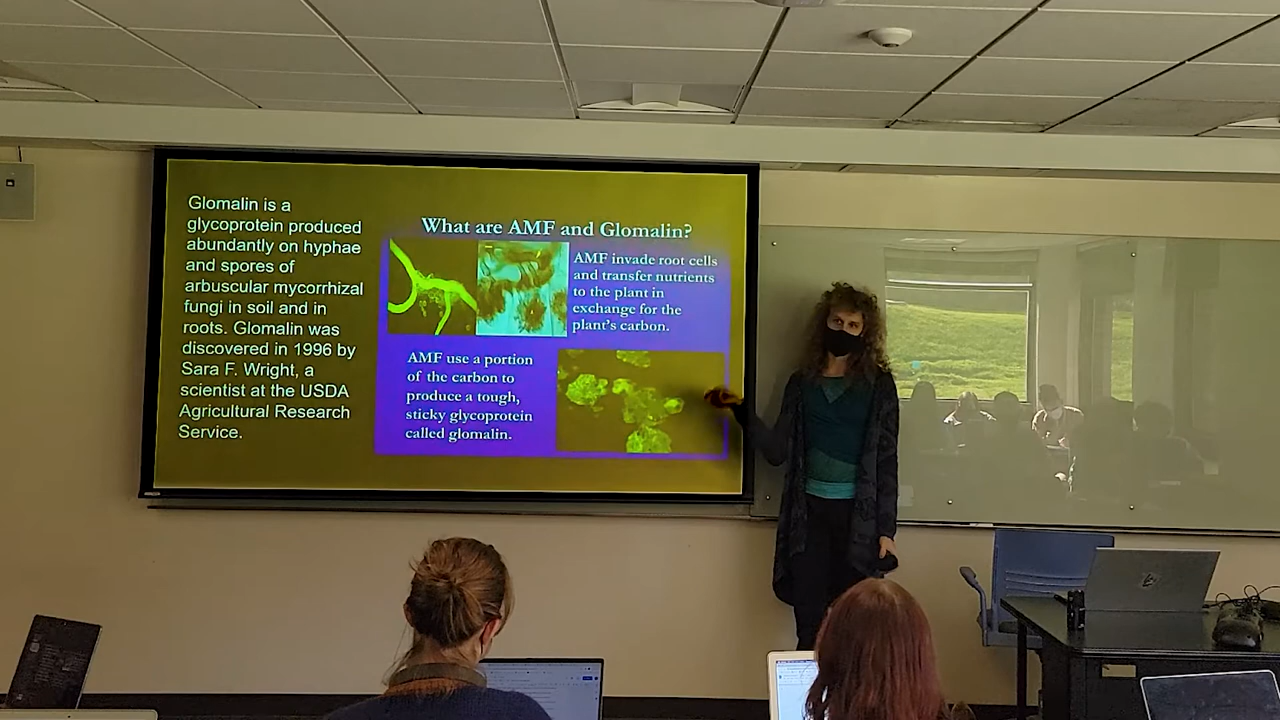 Glomalin is a
glycoprotein produced
abundantly on hyphae
and spores of
arbuscular mycorrhizal
fungi in soil and in
roots. Glomalin was
discovered in 1996 by
Sara F. Wright, a
scientist at the USDA
Agricultural Research
Service.
What are AMF and Glomalin?
AMF invade root cells
and transfer nutrients
to the plant in
exchange for the
plant's carbon.
AMF use a portion
of the carbon to
produce a tough,
sticky glycoprotein
called glomalin.